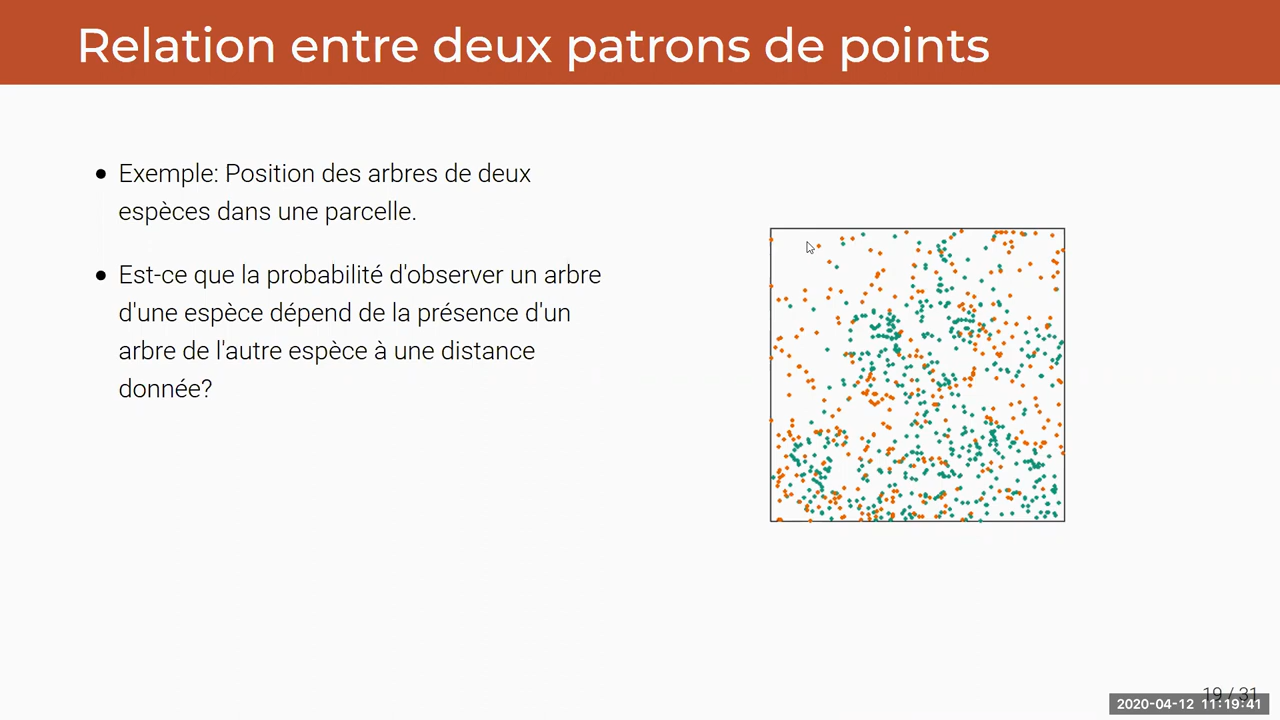 Relation entre deux patrons de points
Exemple: Position des arbres de deux
espèces dans une parcelle.
Est-ce que la probabilité d'observer un arbre
d'une espèce dépend de la présence d'un
arbre de l'autre espèce à une distance
donnée?
19 / 31
2020-04-12 11:19:41